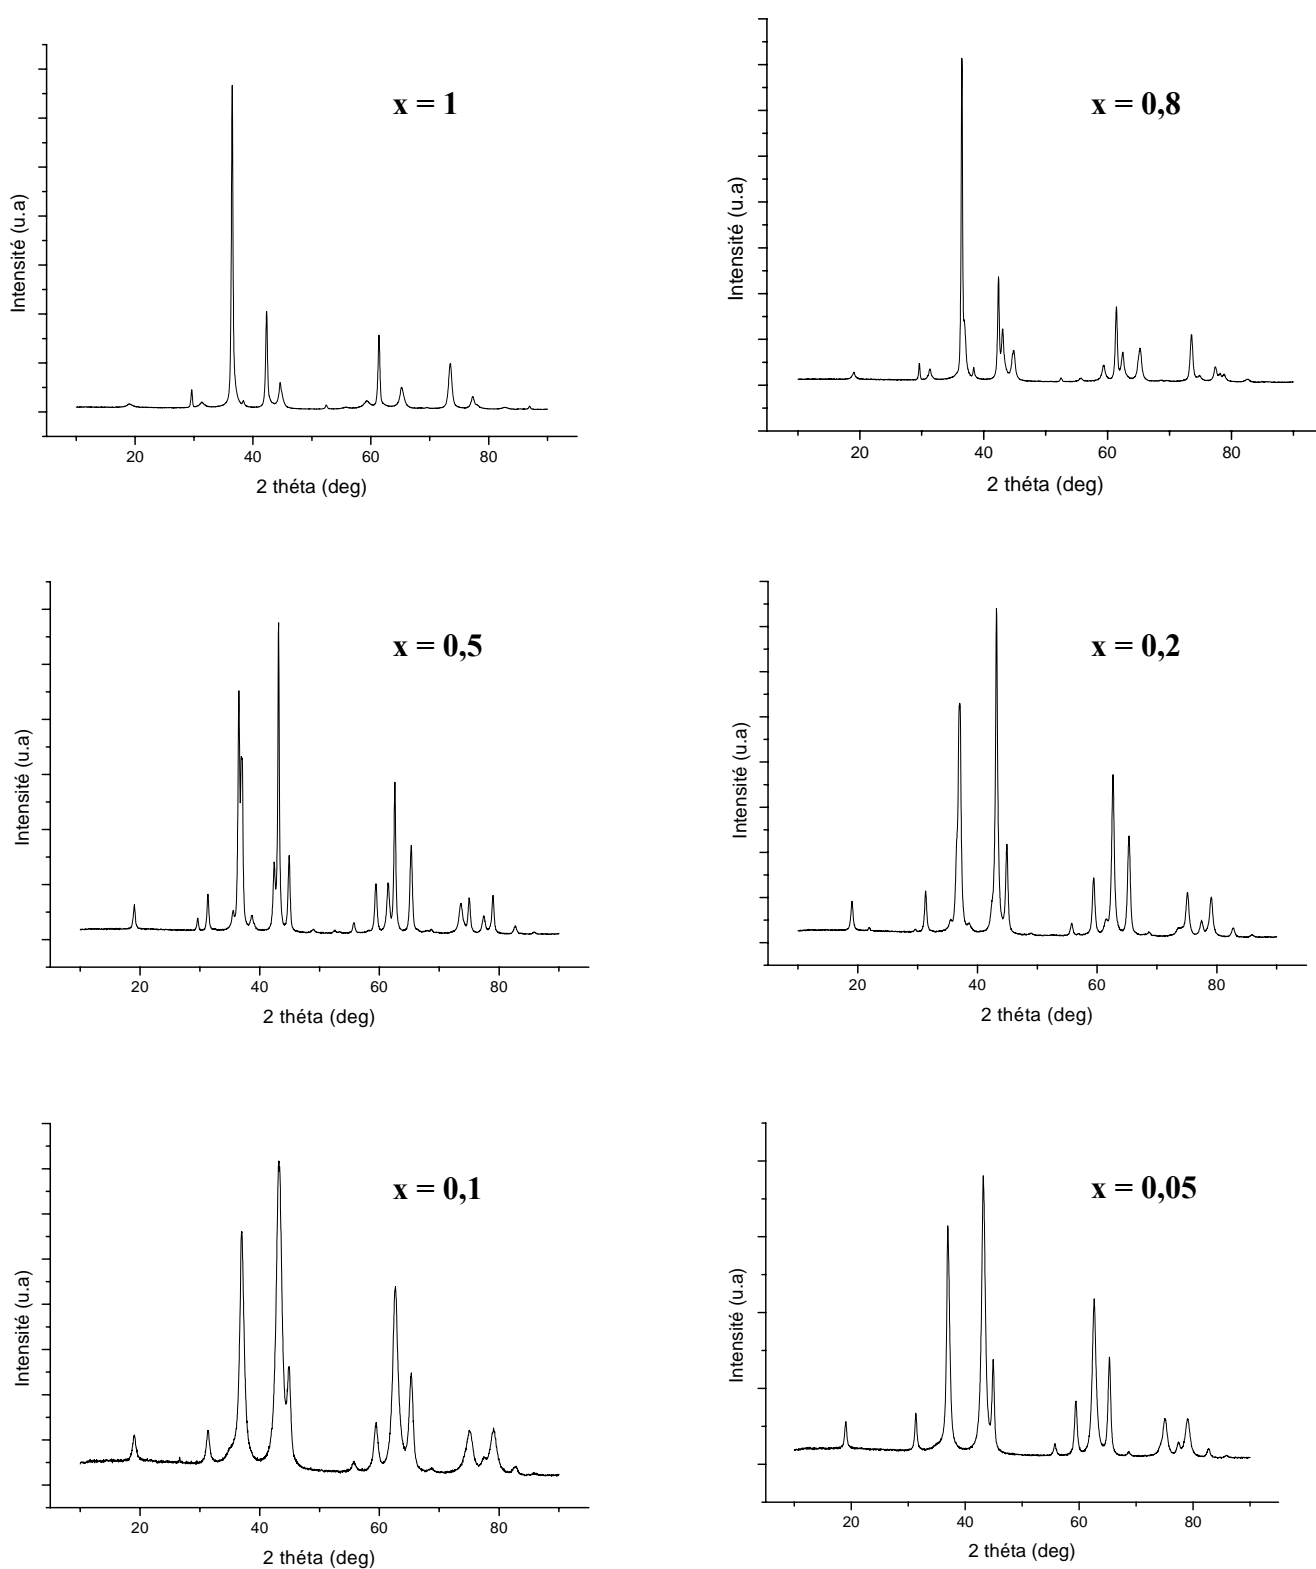 x = 1
Intensité (u.a)
20 40 60 80
2 théta (deg)
x = 0,8
Intensité (u.a)
20 40 60 80
2 théta (deg)
x = 0,5
Intensité (u.a)
20 40 60 80
2 théta (deg)
x = 0,2
Intensité (u.a)
20 40 60 80
2 théta (deg)
x = 0,1
Intensité (u.a)
20 40 60 80
2 théta (deg)
x = 0,05
Intensité (u.a)
20 40 60 80
2 théta (deg)